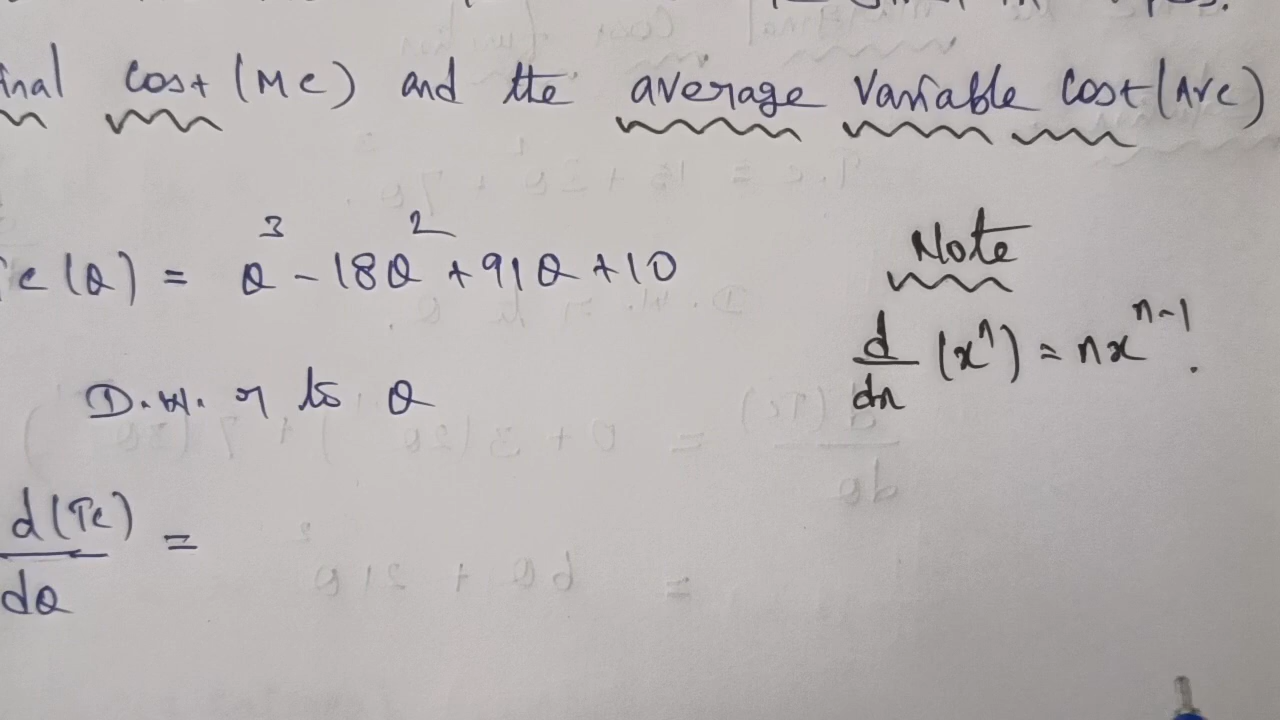 inal cost (MC) and the average variable cost (AVC)
c(Q) = Q³ - 18Q² + 91Q + 10
Note
d/dx (xⁿ) = nxⁿ⁻¹.
D.w.r to Q
d(TC)/dQ =